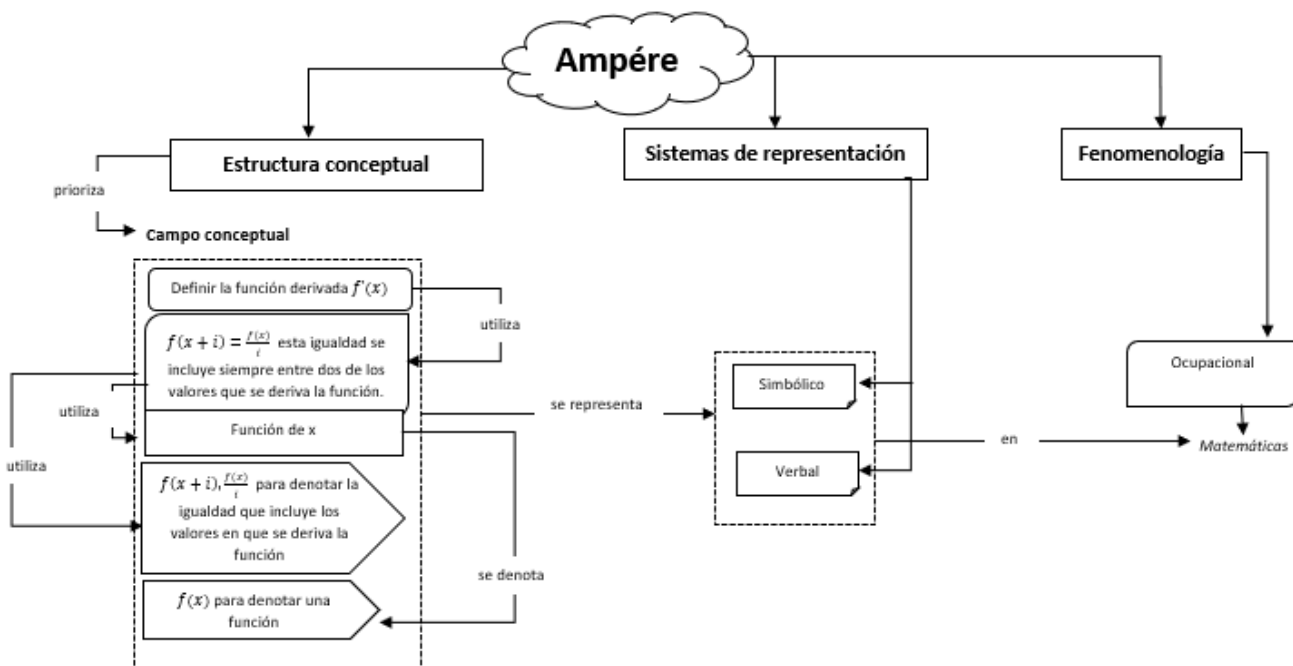 Ampére
Estructura conceptual
Sistemas de representación
Fenomenología
prioriza
Campo conceptual
Definir la función derivada f'(x)
utiliza
f(x + i) = f(x)/i esta igualdad se
incluye siempre entre dos de los
valores que se deriva la función.
utiliza
Función de x
utiliza
f(x + i), f(x)/i para denotar la
igualdad que incluye los
valores en que se deriva la
función
se denota
f(x) para denotar una
función
se representa
Simbólico
Verbal
en
Ocupacional
Matemáticas